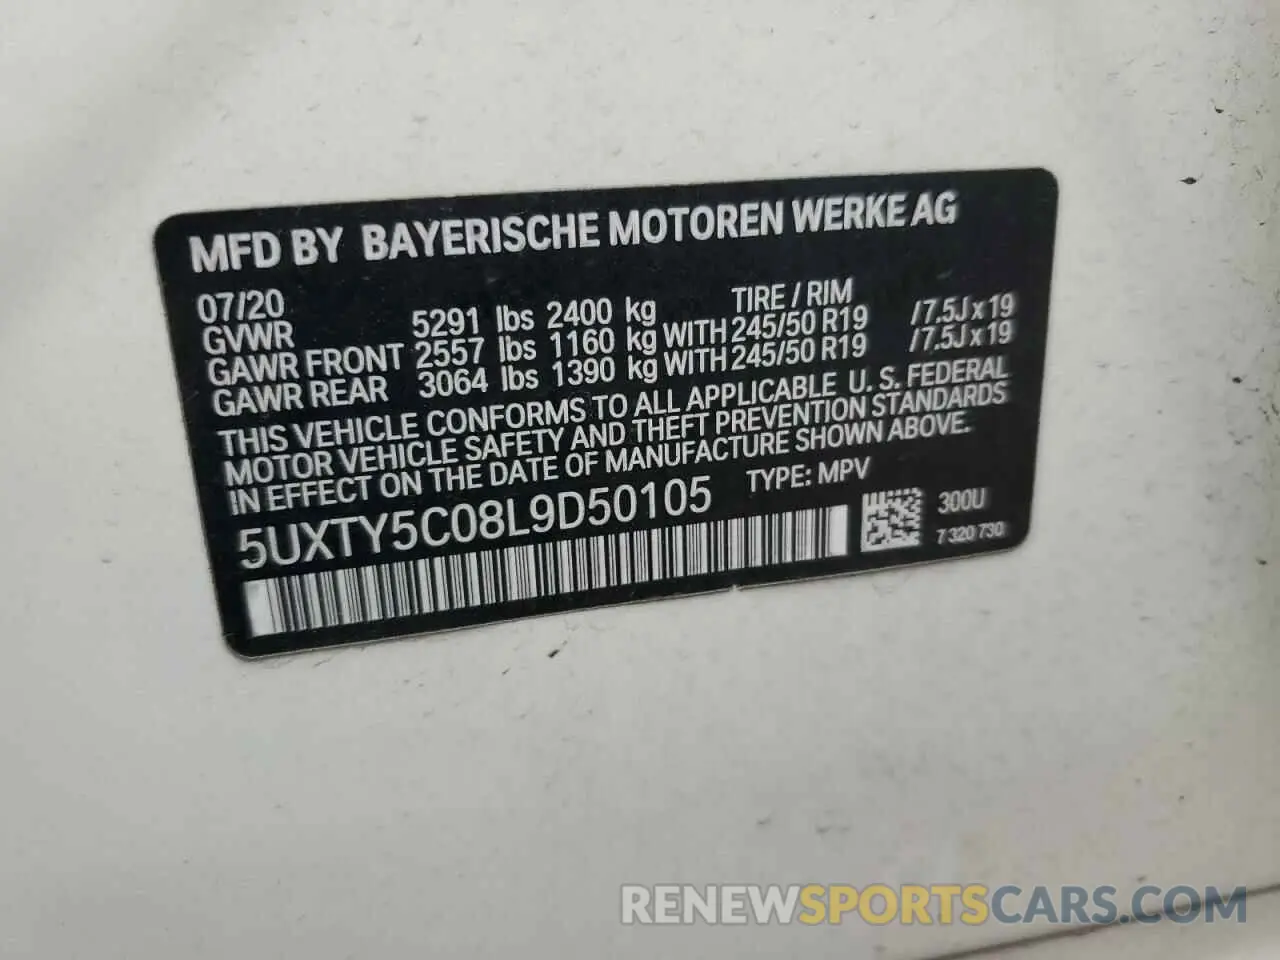 MFD BY BAYERISCHE MOTOREN WERKE AG
07/20 TIRE / RIM
GVWR 5291 lbs 2400 kg
GAWR FRONT 2557 lbs 1160 kg WITH 245/50 R19 /7.5J x 19
GAWR REAR 3064 lbs 1390 kg WITH 245/50 R19 /7.5J x 19
THIS VEHICLE CONFORMS TO ALL APPLICABLE U. S. FEDERAL
MOTOR VEHICLE SAFETY AND THEFT PREVENTION STANDARDS
IN EFFECT ON THE DATE OF MANUFACTURE SHOWN ABOVE.
5UXTY5C08L9D50105 TYPE: MPV
300U
7 320 730
RENEWSPORTSCARS.COM